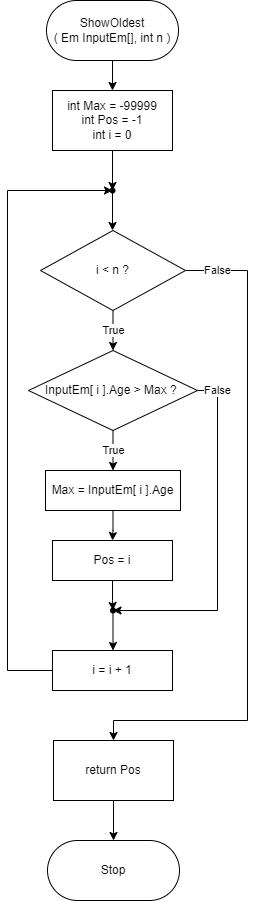 ShowOldest
( Em InputEm[], int n )
int Max = -99999
int Pos = -1
int i = 0
i < n ?
False
True
InputEm[ i ].Age > Max ?
False
True
Max = InputEm[ i ].Age
Pos = i
i = i + 1
return Pos
Stop